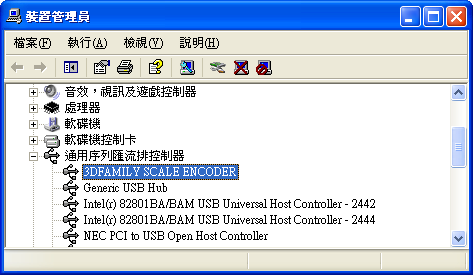 裝置管理員
檔案(F) 執行(A) 檢視(V) 說明(H)
音效，視訊及遊戲控制器
處理器
軟碟機
軟碟機控制卡
通用序列匯流排控制器
3DFAMILY SCALE ENCODER
Generic USB Hub
Intel(r) 82801BA/BAM USB Universal Host Controller - 2442
Intel(r) 82801BA/BAM USB Universal Host Controller - 2444
NEC PCI to USB Open Host Controller